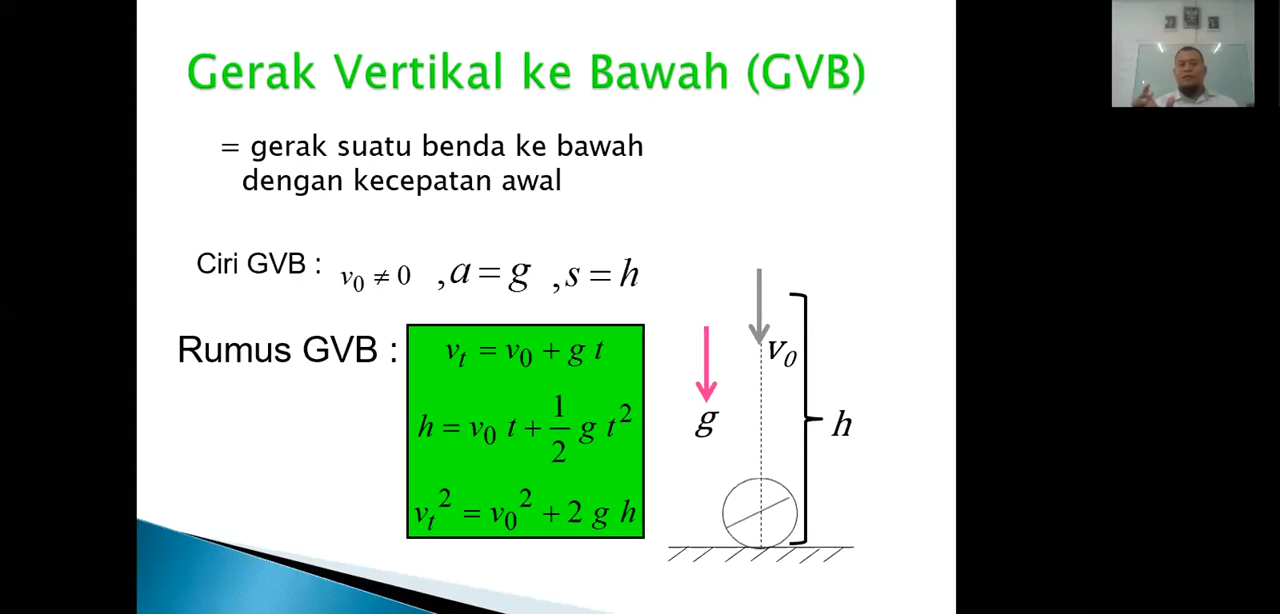 Gerak Vertikal ke Bawah (GVB)
= gerak suatu benda ke bawah
dengan kecepatan awal
Ciri GVB : v₀ ≠ 0 , a = g , s = h
Rumus GVB :
vₜ = v₀ + g t
h = v₀ t + 1/2 g t²
vₜ² = v₀² + 2 g h
v₀
g
h